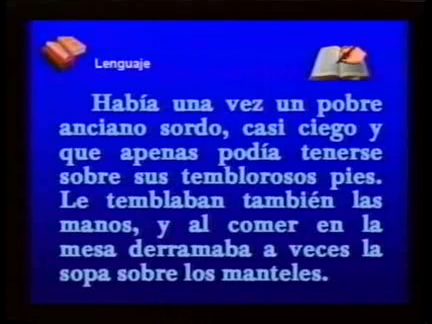 Lenguaje
Había una vez un pobre
anciano sordo, casi ciego y
que apenas podía tenerse
sobre sus temblorosos pies.
Le temblaban también las
manos, y al comer en la
mesa derramaba a veces la
sopa sobre los manteles.